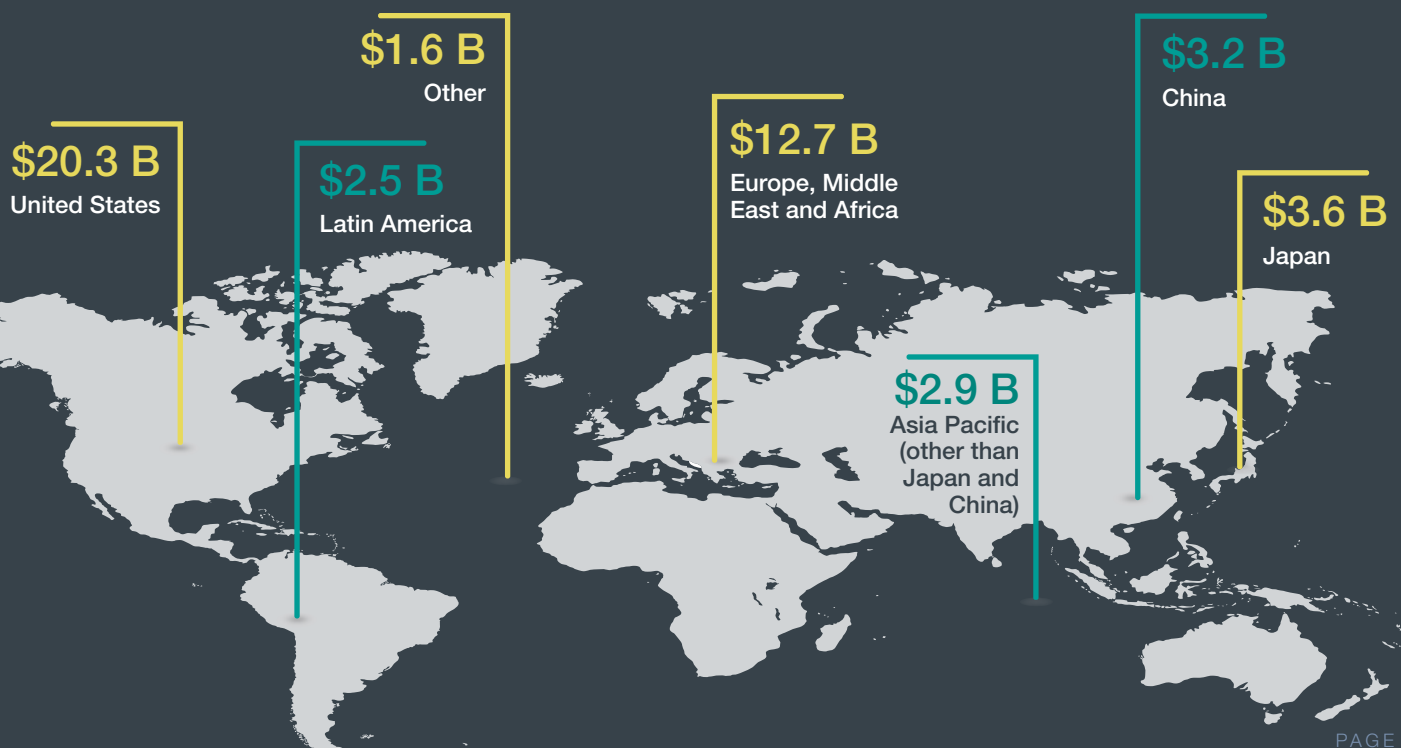 $1.6 B
Other
$3.2 B
China
$20.3 B
United States
$2.5 B
Latin America
$12.7 B
Europe, Middle
East and Africa
$3.6 B
Japan
$2.9 B
Asia Pacific
(other than
Japan and
China)
PAGE